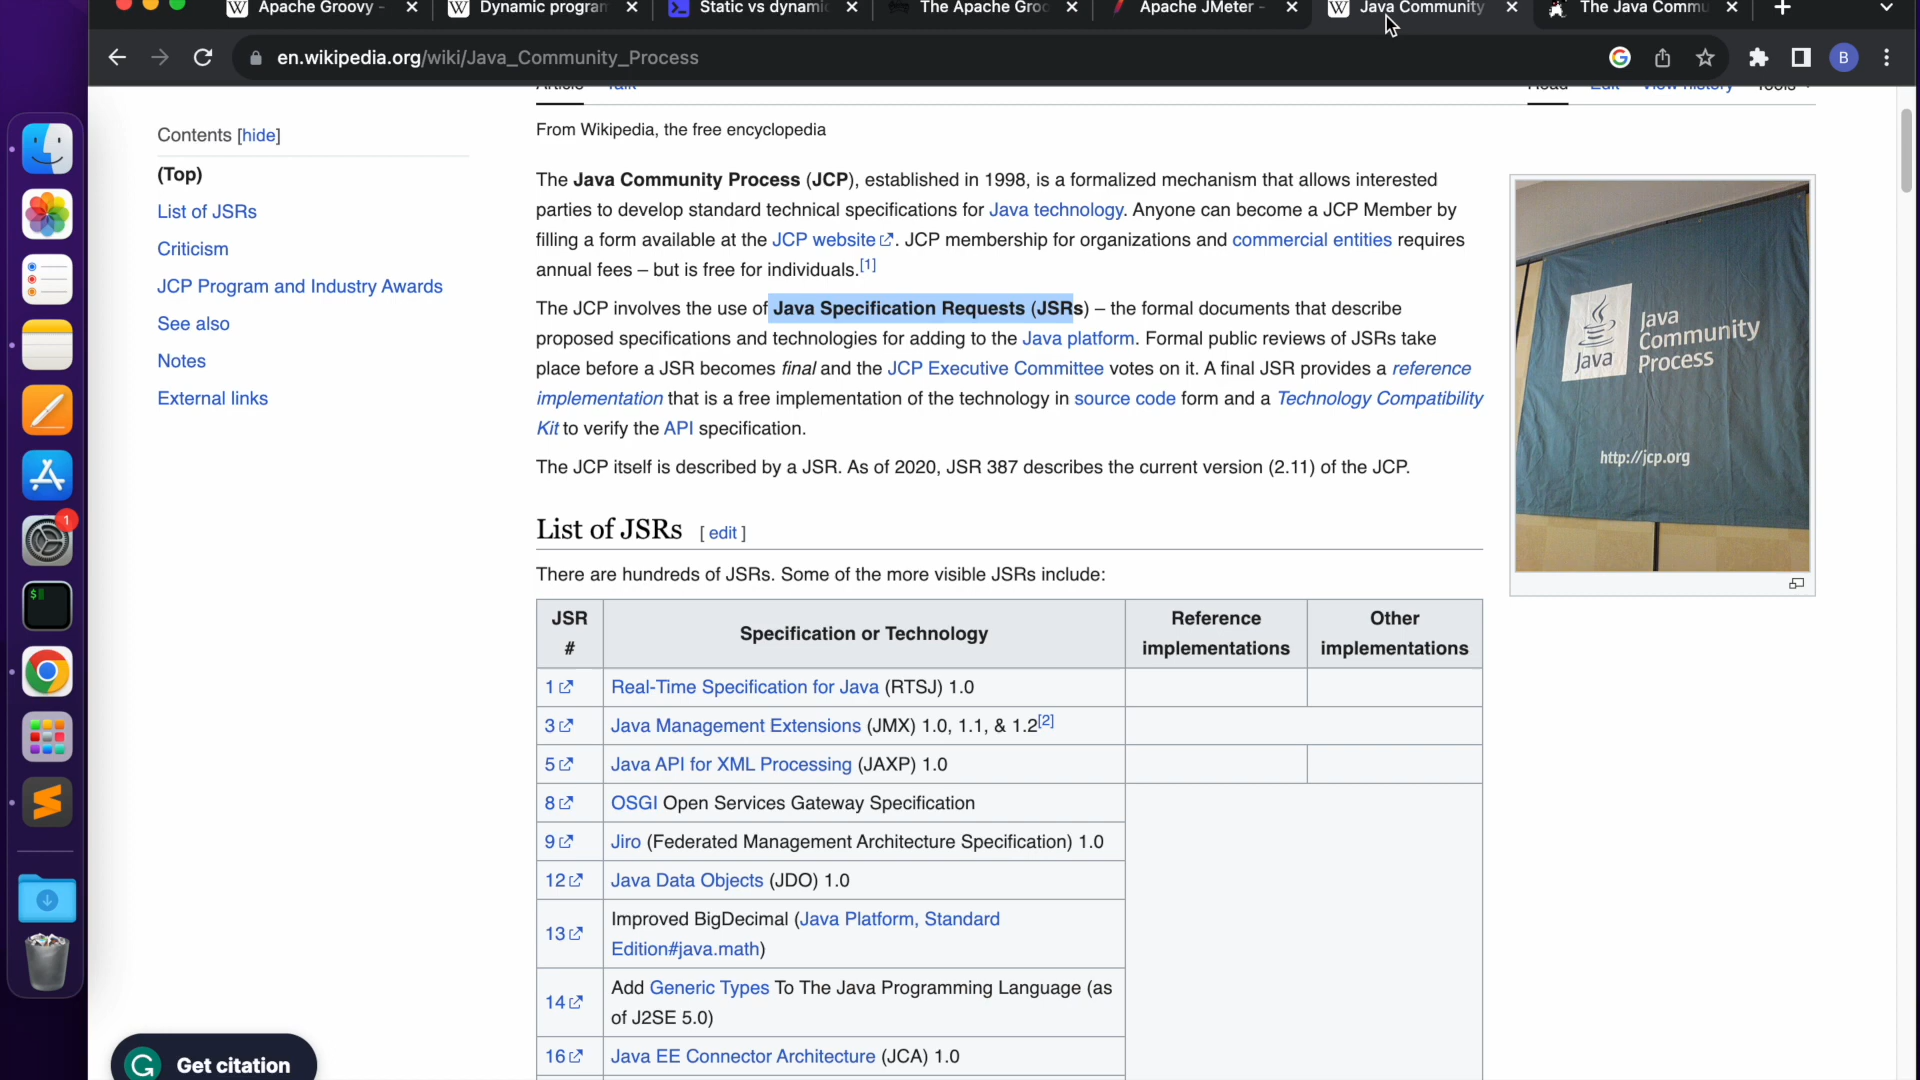 Apache Groovy -
Dynamic program
Static vs dynamic
The Apache Groo
Apache JMeter -
Java Community
The Java Commu
en.wikipedia.org/wiki/Java_Community_Process
B
Article Talk
Read Edit View history Tools
Contents [hide]
(Top)
List of JSRs
Criticism
JCP Program and Industry Awards
See also
Notes
External links
From Wikipedia, the free encyclopedia
The Java Community Process (JCP), established in 1998, is a formalized mechanism that allows interested
parties to develop standard technical specifications for Java technology. Anyone can become a JCP Member by
filling a form available at the JCP website. JCP membership for organizations and commercial entities requires
annual fees – but is free for individuals.[1]
The JCP involves the use of Java Specification Requests (JSRs) – the formal documents that describe
proposed specifications and technologies for adding to the Java platform. Formal public reviews of JSRs take
place before a JSR becomes final and the JCP Executive Committee votes on it. A final JSR provides a reference
implementation that is a free implementation of the technology in source code form and a Technology Compatibility
Kit to verify the API specification.
The JCP itself is described by a JSR. As of 2020, JSR 387 describes the current version (2.11) of the JCP.
Java
Java
Community
Process
http://jcp.org
List of JSRs [ edit ]
There are hundreds of JSRs. Some of the more visible JSRs include:
JSR # Specification or Technology Reference implementations Other implementations
1 Real-Time Specification for Java (RTSJ) 1.0
3 Java Management Extensions (JMX) 1.0, 1.1, & 1.2[2]
5 Java API for XML Processing (JAXP) 1.0
8 OSGI Open Services Gateway Specification
9 Jiro (Federated Management Architecture Specification) 1.0
12 Java Data Objects (JDO) 1.0
13 Improved BigDecimal (Java Platform, Standard
Edition#java.math)
14 Add Generic Types To The Java Programming Language (as
of J2SE 5.0)
16 Java EE Connector Architecture (JCA) 1.0
Get citation
1
$